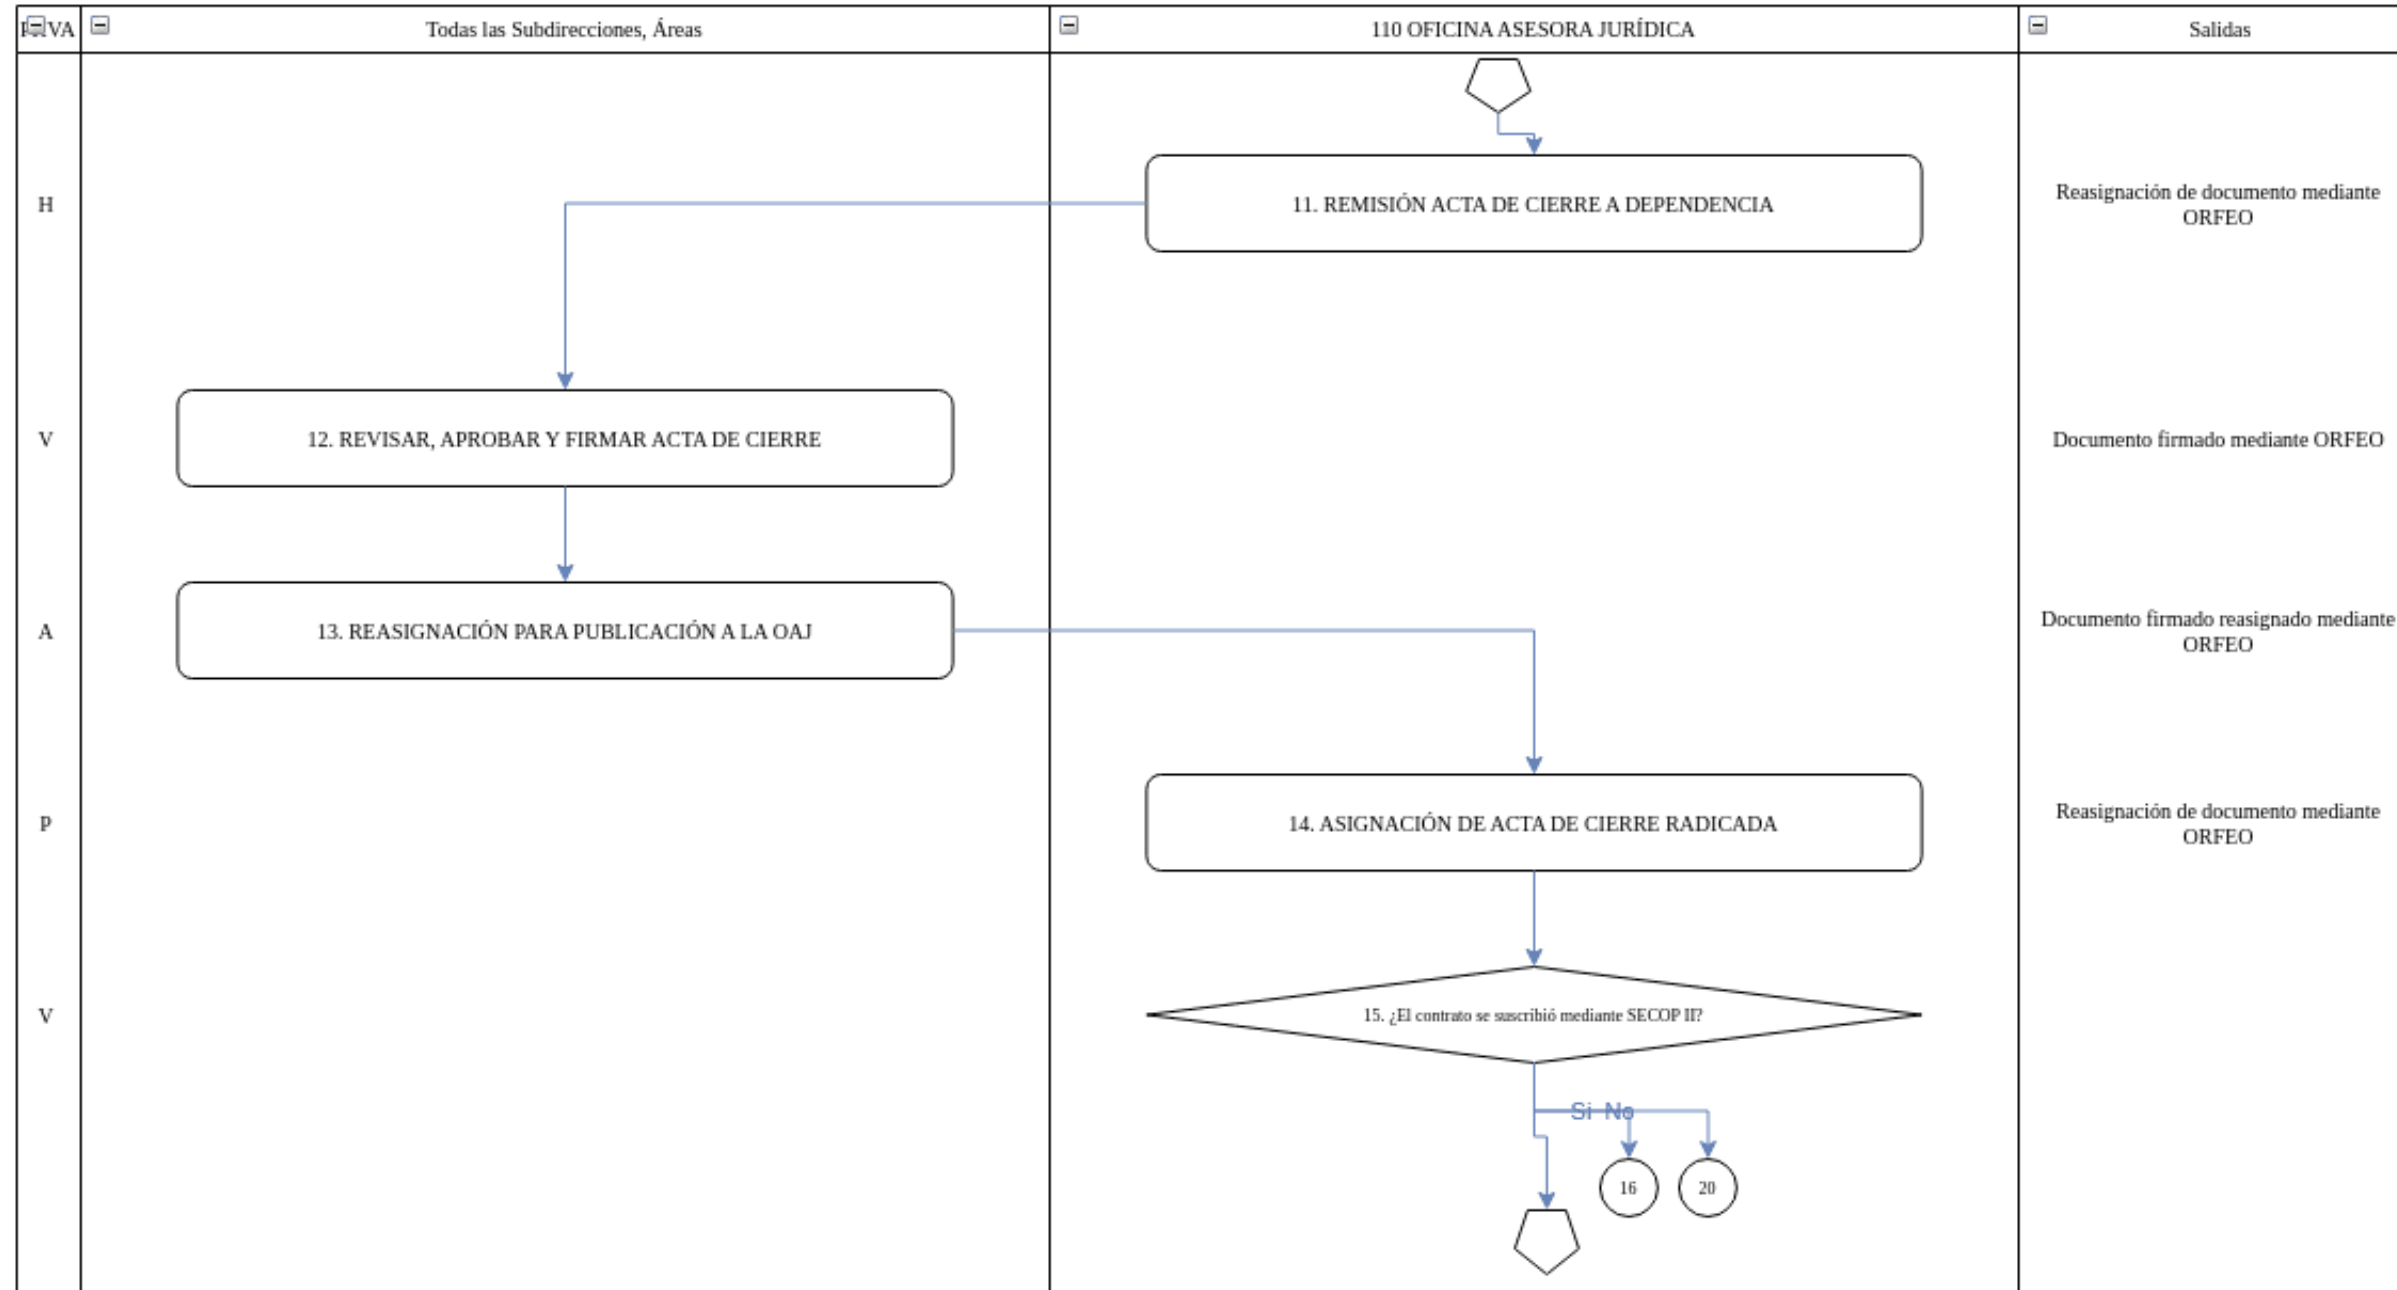 Todas las Subdirecciones, Áreas
110 OFICINA ASESORA JURÍDICA
Salidas
H
11. REMISIÓN ACTA DE CIERRE A DEPENDENCIA
Reasignación de documento mediante
ORFEO
V
12. REVISAR, APROBAR Y FIRMAR ACTA DE CIERRE
Documento firmado mediante ORFEO
A
13. REASIGNACIÓN PARA PUBLICACIÓN A LA OAJ
Documento firmado reasignado mediante
ORFEO
P
14. ASIGNACIÓN DE ACTA DE CIERRE RADICADA
Reasignación de documento mediante
ORFEO
V
15. ¿El contrato se suscribió mediante SECOP II?
Si No
16
20